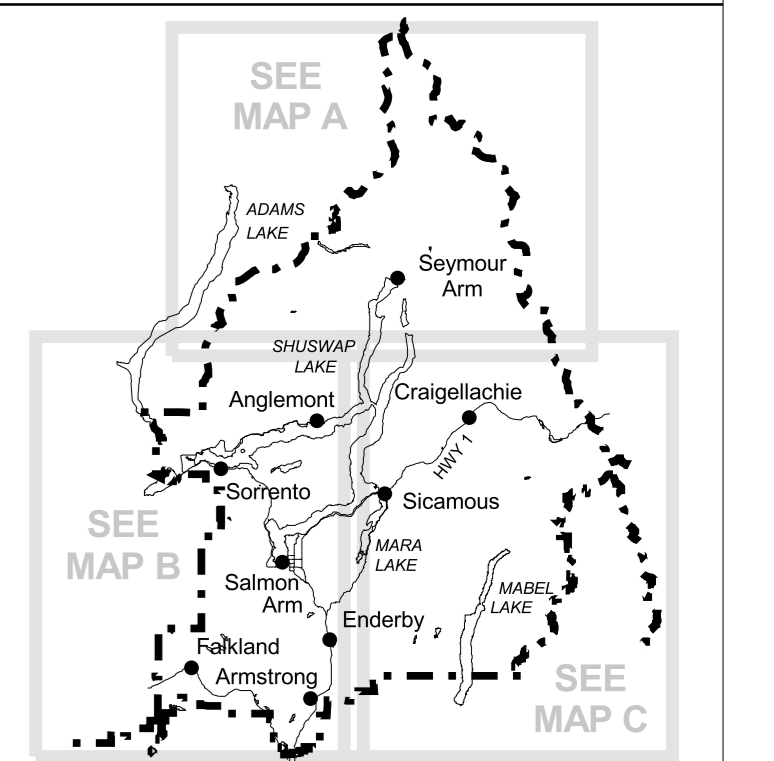 SEE
MAP A
ADAMS
LAKE
Seymour
Arm
SHUSWAP
LAKE
Anglemont
Craigellachie
HWY 1
Sorrento
Sicamous
SEE
MAP B
MARA
LAKE
Salmon
Arm
MABEL
LAKE
Enderby
Falkland
Armstrong
SEE
MAP C